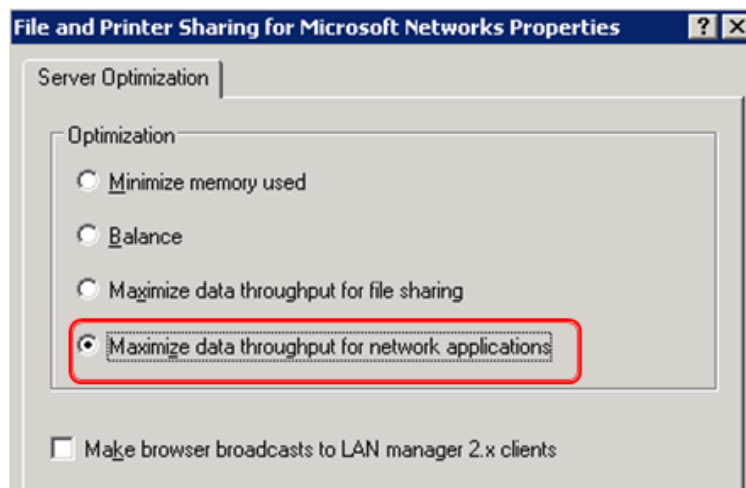 File and Printer Sharing for Microsoft Networks Properties
Server Optimization
Optimization
Minimize memory used
Balance
Maximize data throughput for file sharing
Maximize data throughput for network applications
Make browser broadcasts to LAN manager 2.x clients